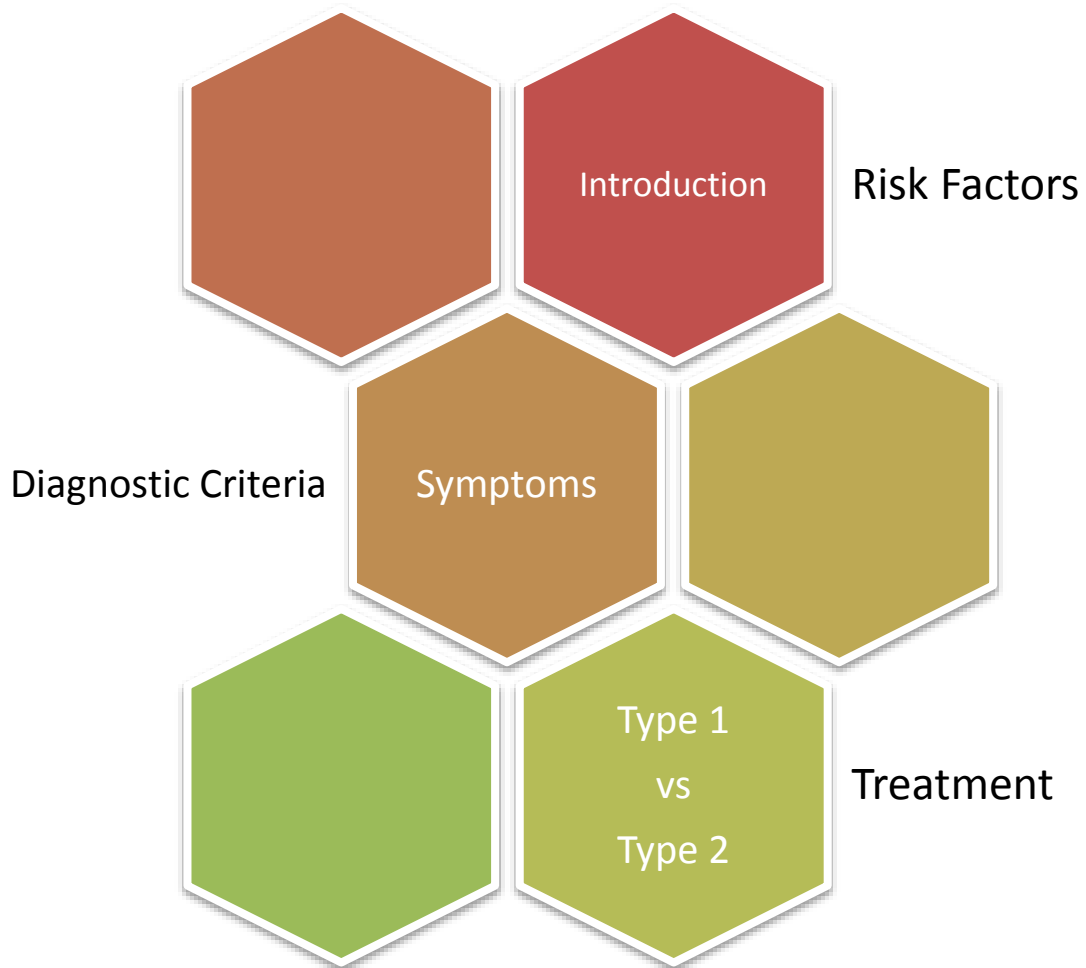 Introduction
Risk Factors
Diagnostic Criteria
Symptoms
Type 1
vs
Type 2
Treatment